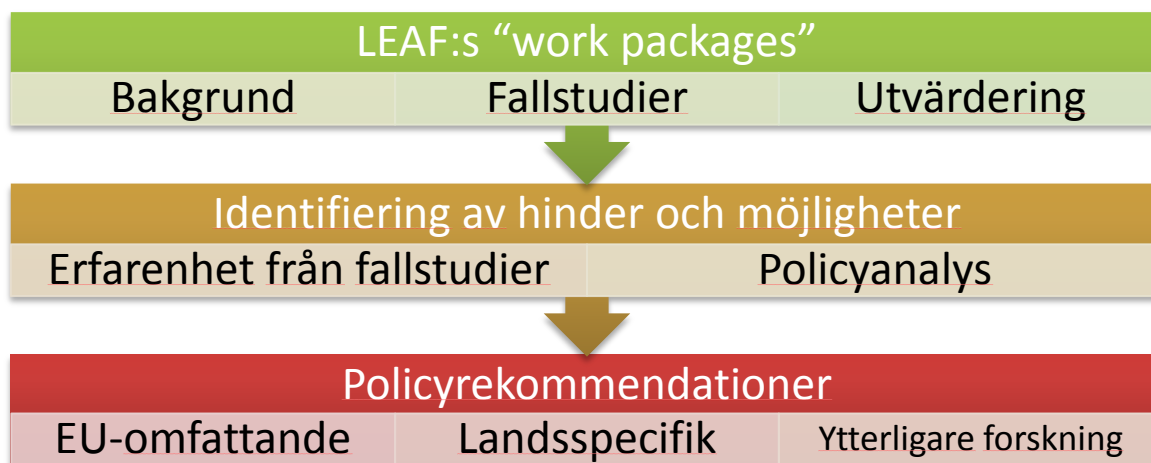 LEAF:s “work packages”
Bakgrund Fallstudier Utvärdering
Identifiering av hinder och möjligheter
Erfarenhet från fallstudier Policyanalys
Policyrekommendationer
EU-omfattande Landsspecifik Ytterligare forskning